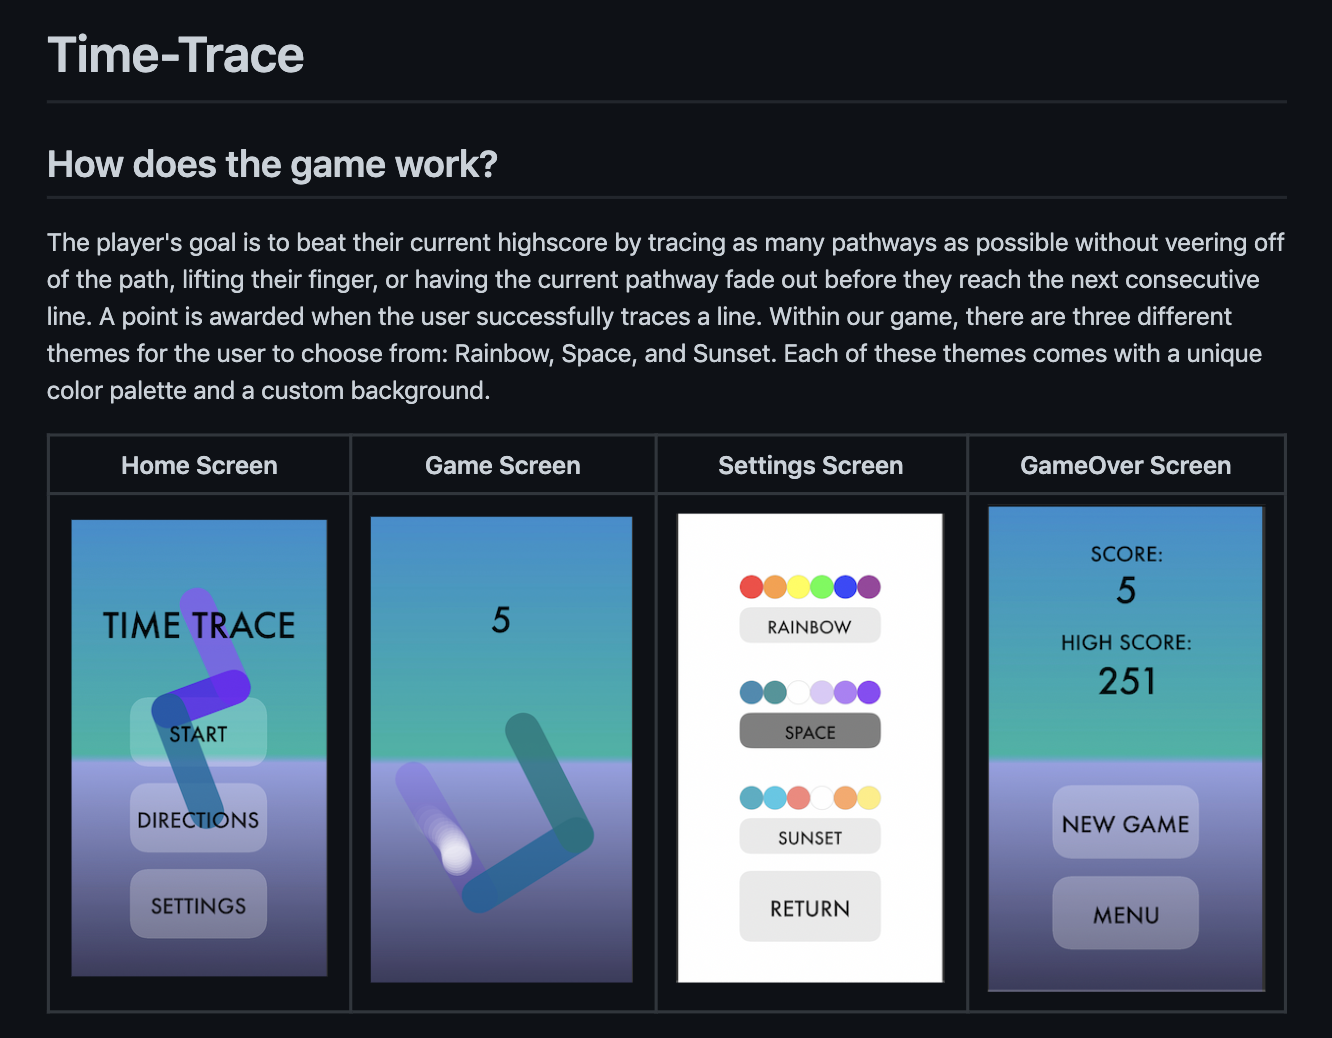 Time-Trace
How does the game work?
The player's goal is to beat their current highscore by tracing as many pathways as possible without veering off
of the path, lifting their finger, or having the current pathway fade out before they reach the next consecutive
line. A point is awarded when the user successfully traces a line. Within our game, there are three different
themes for the user to choose from: Rainbow, Space, and Sunset. Each of these themes comes with a unique
color palette and a custom background.
Home Screen
Game Screen
Settings Screen
GameOver Screen
TIME TRACE
START
DIRECTIONS
SETTINGS
5
RAINBOW
SPACE
SUNSET
RETURN
SCORE:
5
HIGH SCORE:
251
NEW GAME
MENU